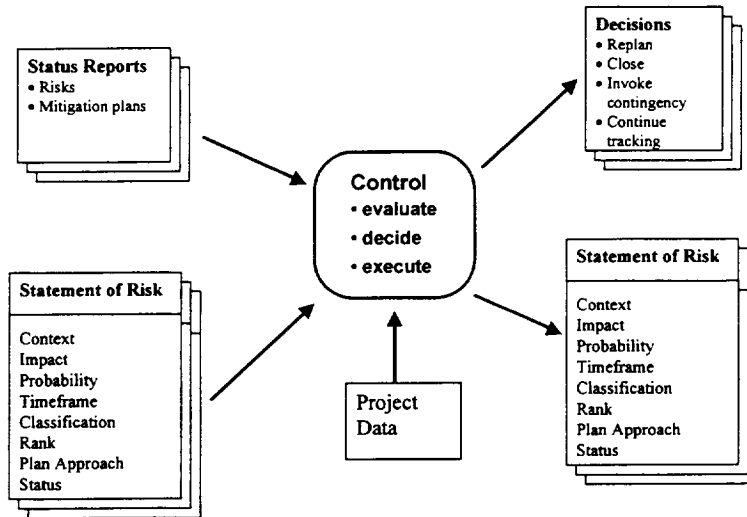 Status Reports
• Risks
• Mitigation plans
Decisions
• Replan
• Close
• Invoke
contingency
• Continue
tracking
Control
• evaluate
• decide
• execute
Statement of Risk
Context
Impact
Probability
Timeframe
Classification
Rank
Plan Approach
Status
Project
Data
Statement of Risk
Context
Impact
Probability
Timeframe
Classification
Rank
Plan Approach
Status